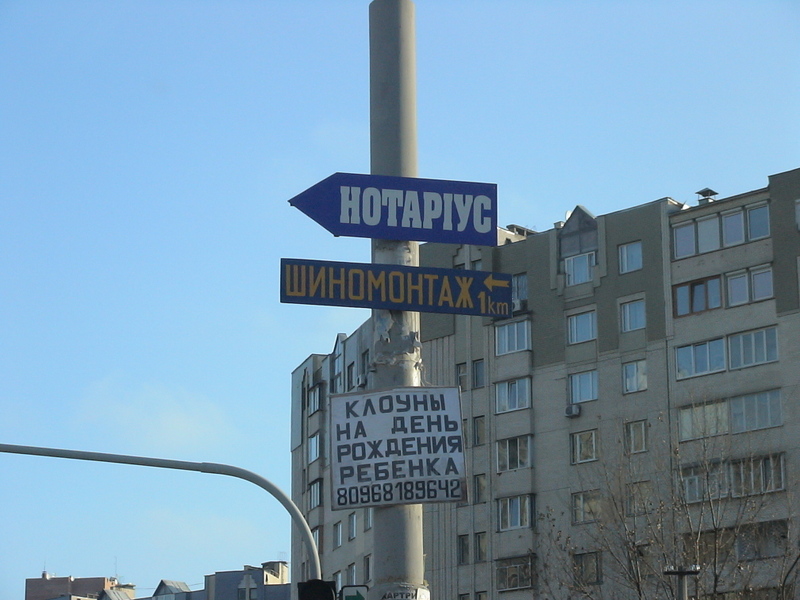 НОТАРІУС
ШИНОМОНТАЖ 1km
КЛОУНЫ
НА ДЕНЬ
РОЖДЕНИЯ
РЕБЕНКА
80968189642